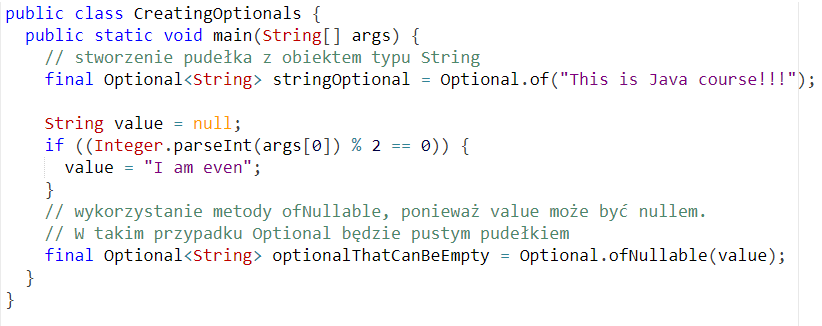 public class CreatingOptionals {
  public static void main(String[] args) {
    // stworzenie pudełka z obiektem typu String
    final Optional<String> stringOptional = Optional.of("This is Java course!!!");

    String value = null;
    if ((Integer.parseInt(args[0]) % 2 == 0)) {
      value = "I am even";
    }
    // wykorzystanie metody ofNullable, ponieważ value może być nullem.
    // W takim przypadku Optional będzie pustym pudełkiem
    final Optional<String> optionalThatCanBeEmpty = Optional.ofNullable(value);
  }
}